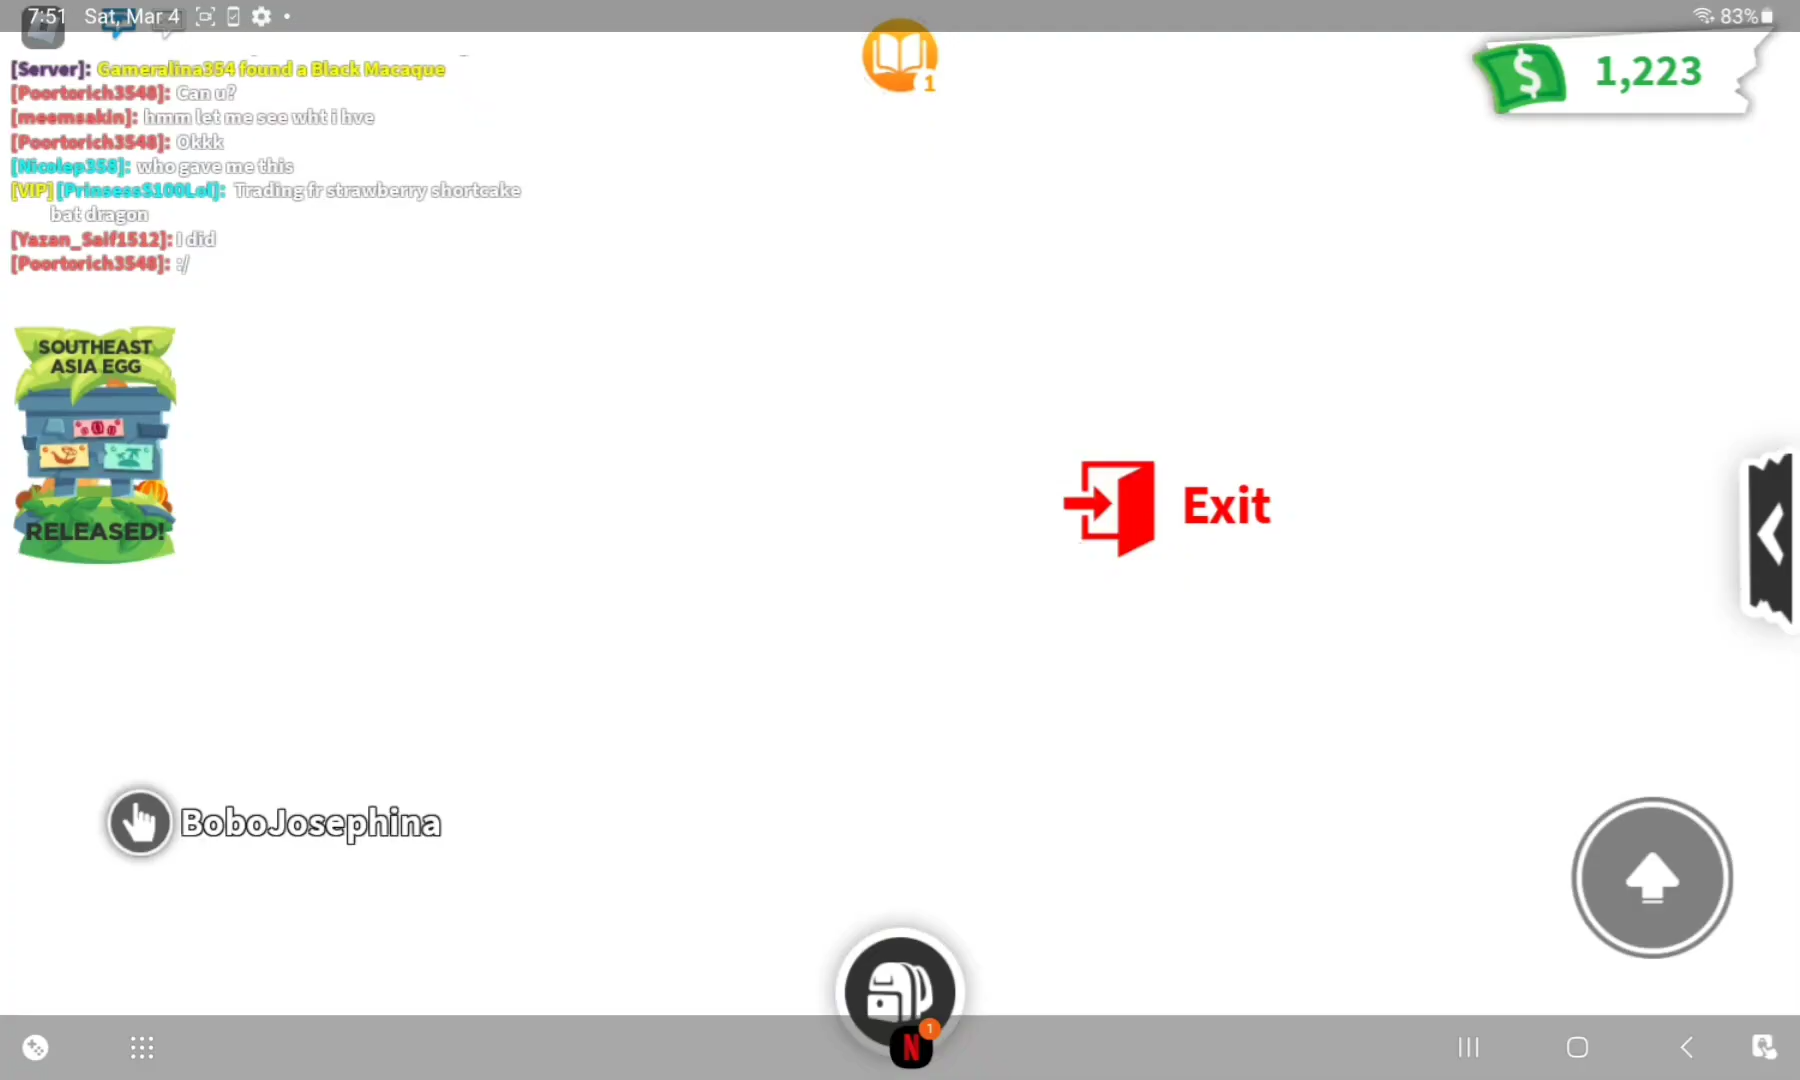 7:51 Sat, Mar 4
83%
[Server]: Gameralina354 found a Black Macaque
[Poortorich3548]: Can u?
[meemsakin]: hmm let me see wht i hve
[Poortorich3548]: Okkk
[Nicolep358]: who gave me this
[VIP] [Prinsess$100Lol]: Trading fr strawberry shortcake
bat dragon
[Yazan_Saif1512]: I did
[Poortorich3548]: :/
1
$ 1,223
SOUTHEAST
ASIA EGG
RELEASED!
Exit
BoboJosephina
1
N